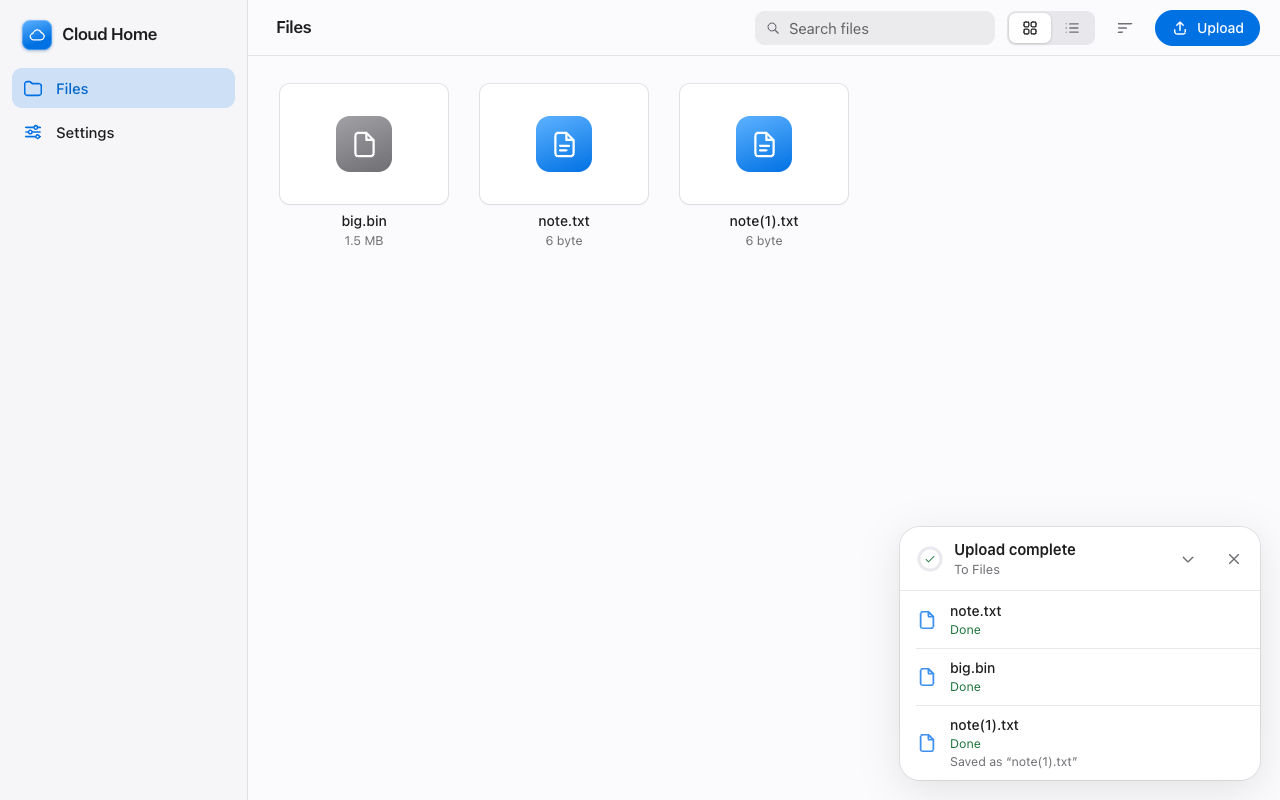 Cloud Home
Files
Settings
Files
Search files
Upload
big.bin
1.5 MB
note.txt
6 byte
note(1).txt
6 byte
Upload complete
To Files
note.txt
Done
big.bin
Done
note(1).txt
Done
Saved as “note(1).txt”